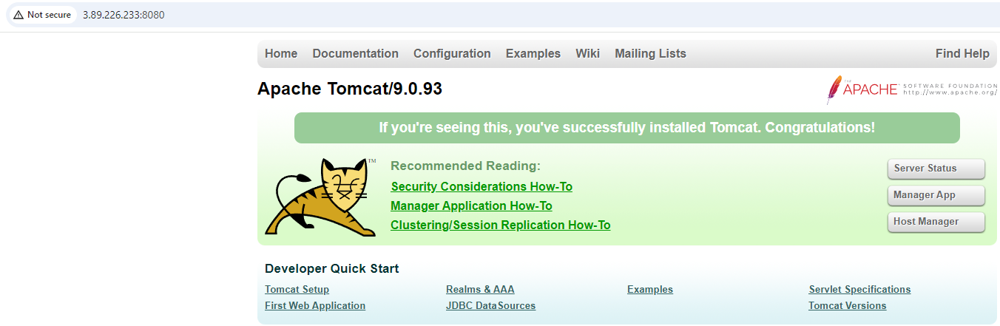 Not secure 3.89.226.233:8080
Home Documentation Configuration Examples Wiki Mailing Lists Find Help
Apache Tomcat/9.0.93
THE
APACHE SOFTWARE FOUNDATION
http://www.apache.org/
If you're seeing this, you've successfully installed Tomcat. Congratulations!
TM
Recommended Reading:
Security Considerations How-To
Manager Application How-To
Clustering/Session Replication How-To
Server Status
Manager App
Host Manager
Developer Quick Start
Tomcat Setup
First Web Application
Realms & AAA
JDBC DataSources
Examples
Servlet Specifications
Tomcat Versions